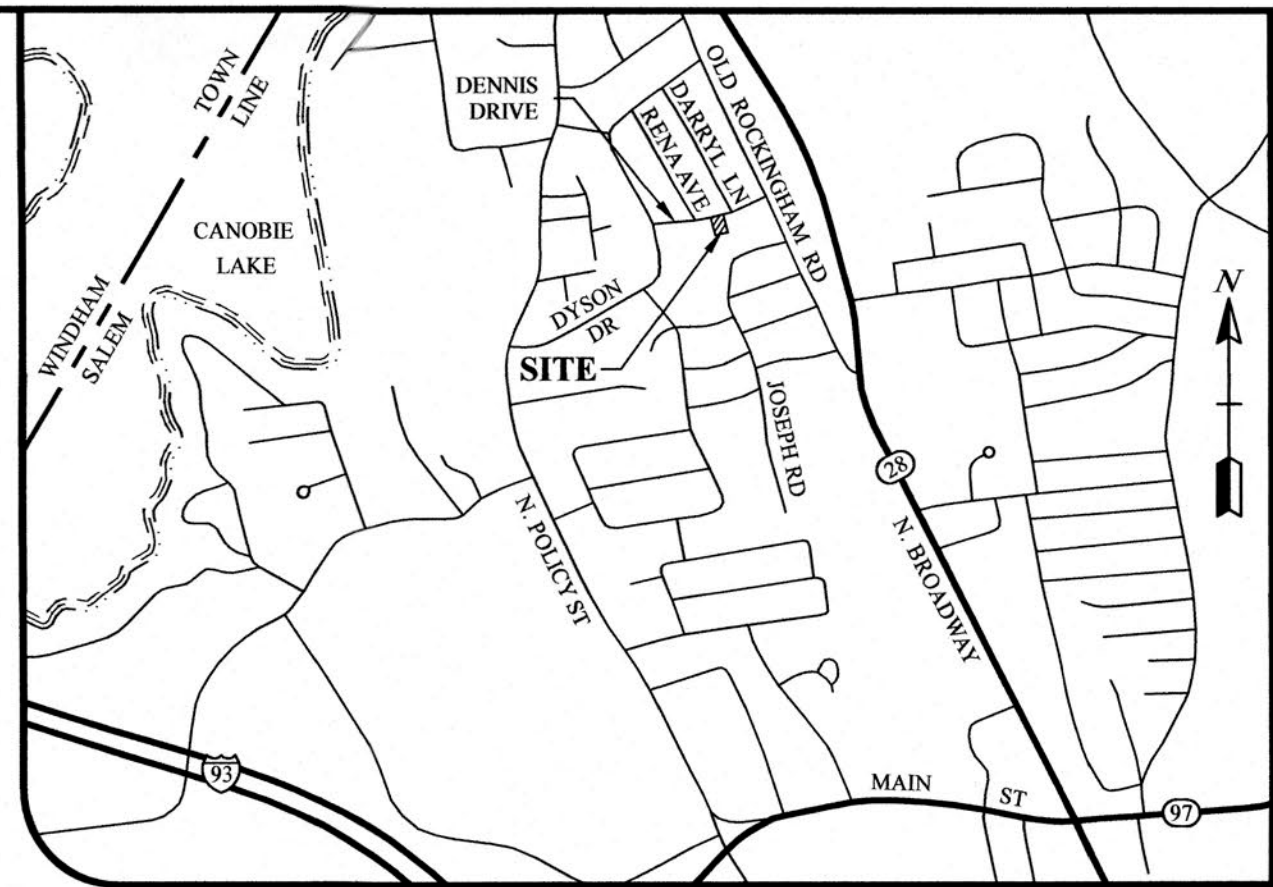 TOWN
LINE
WINDHAM
SALEM
CANOBIE
LAKE
DENNIS
DRIVE
RENA AVE
DARRYL LN
OLD ROCKINGHAM RD
DYSON
DR
SITE
JOSEPH RD
N. POLICY ST
28
N. BROADWAY
N
93
MAIN
ST
97